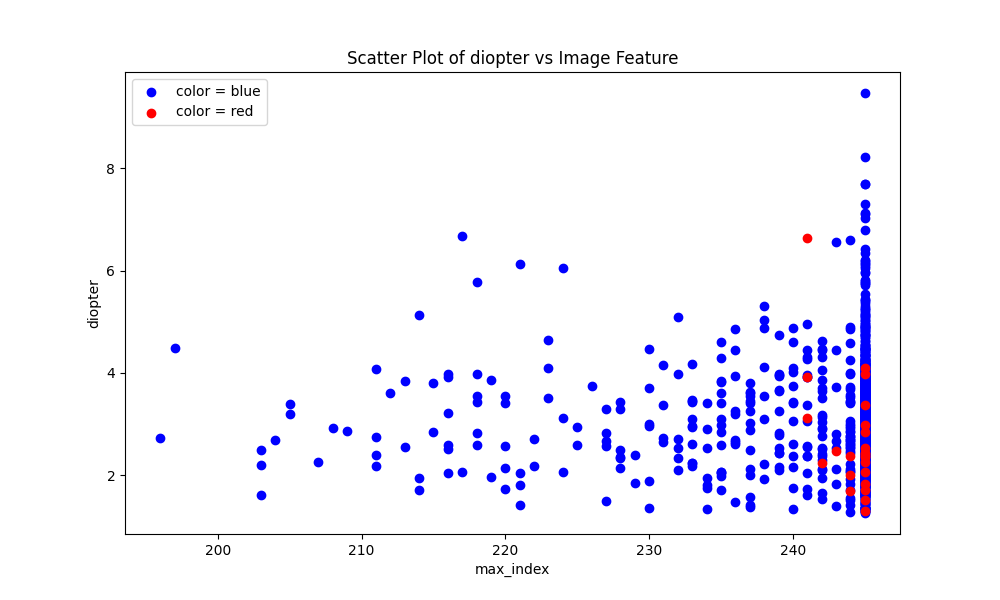 Scatter Plot of diopter vs Image Feature
color = blue
color = red
8
6
4
2
diopter
200 210 220 230 240
max_index